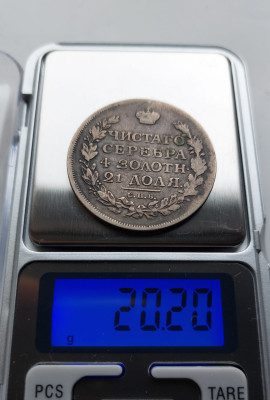 ЧИСТАГО
СЕРЕБРА
4 ЗОЛОТН.
21 ДОЛЯ.
20.20
g
PCS
TARE